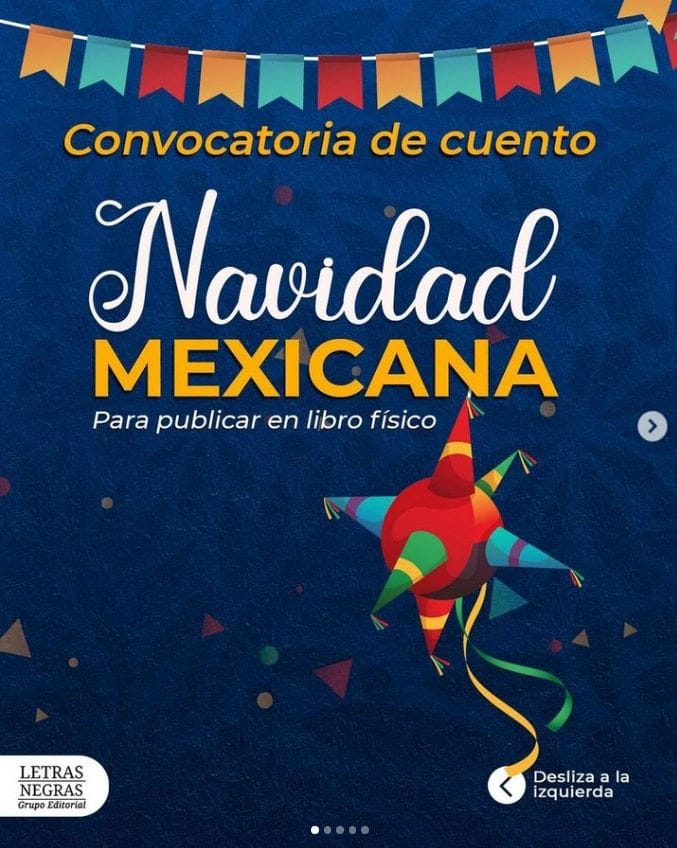 Convocatoria de cuento
Navidad
MEXICANA
Para publicar en libro físico
LETRAS
NEGRAS
Grupo Editorial
Desliza a la
izquierda